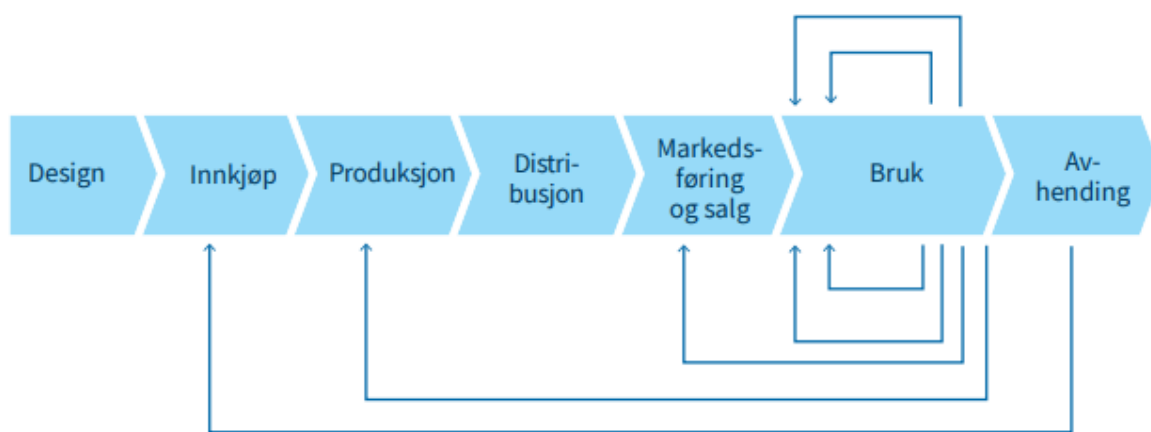 Design
Innkjøp
Produksjon
Distri-
busjon
Markeds-
føring
og salg
Bruk
Av-
hending